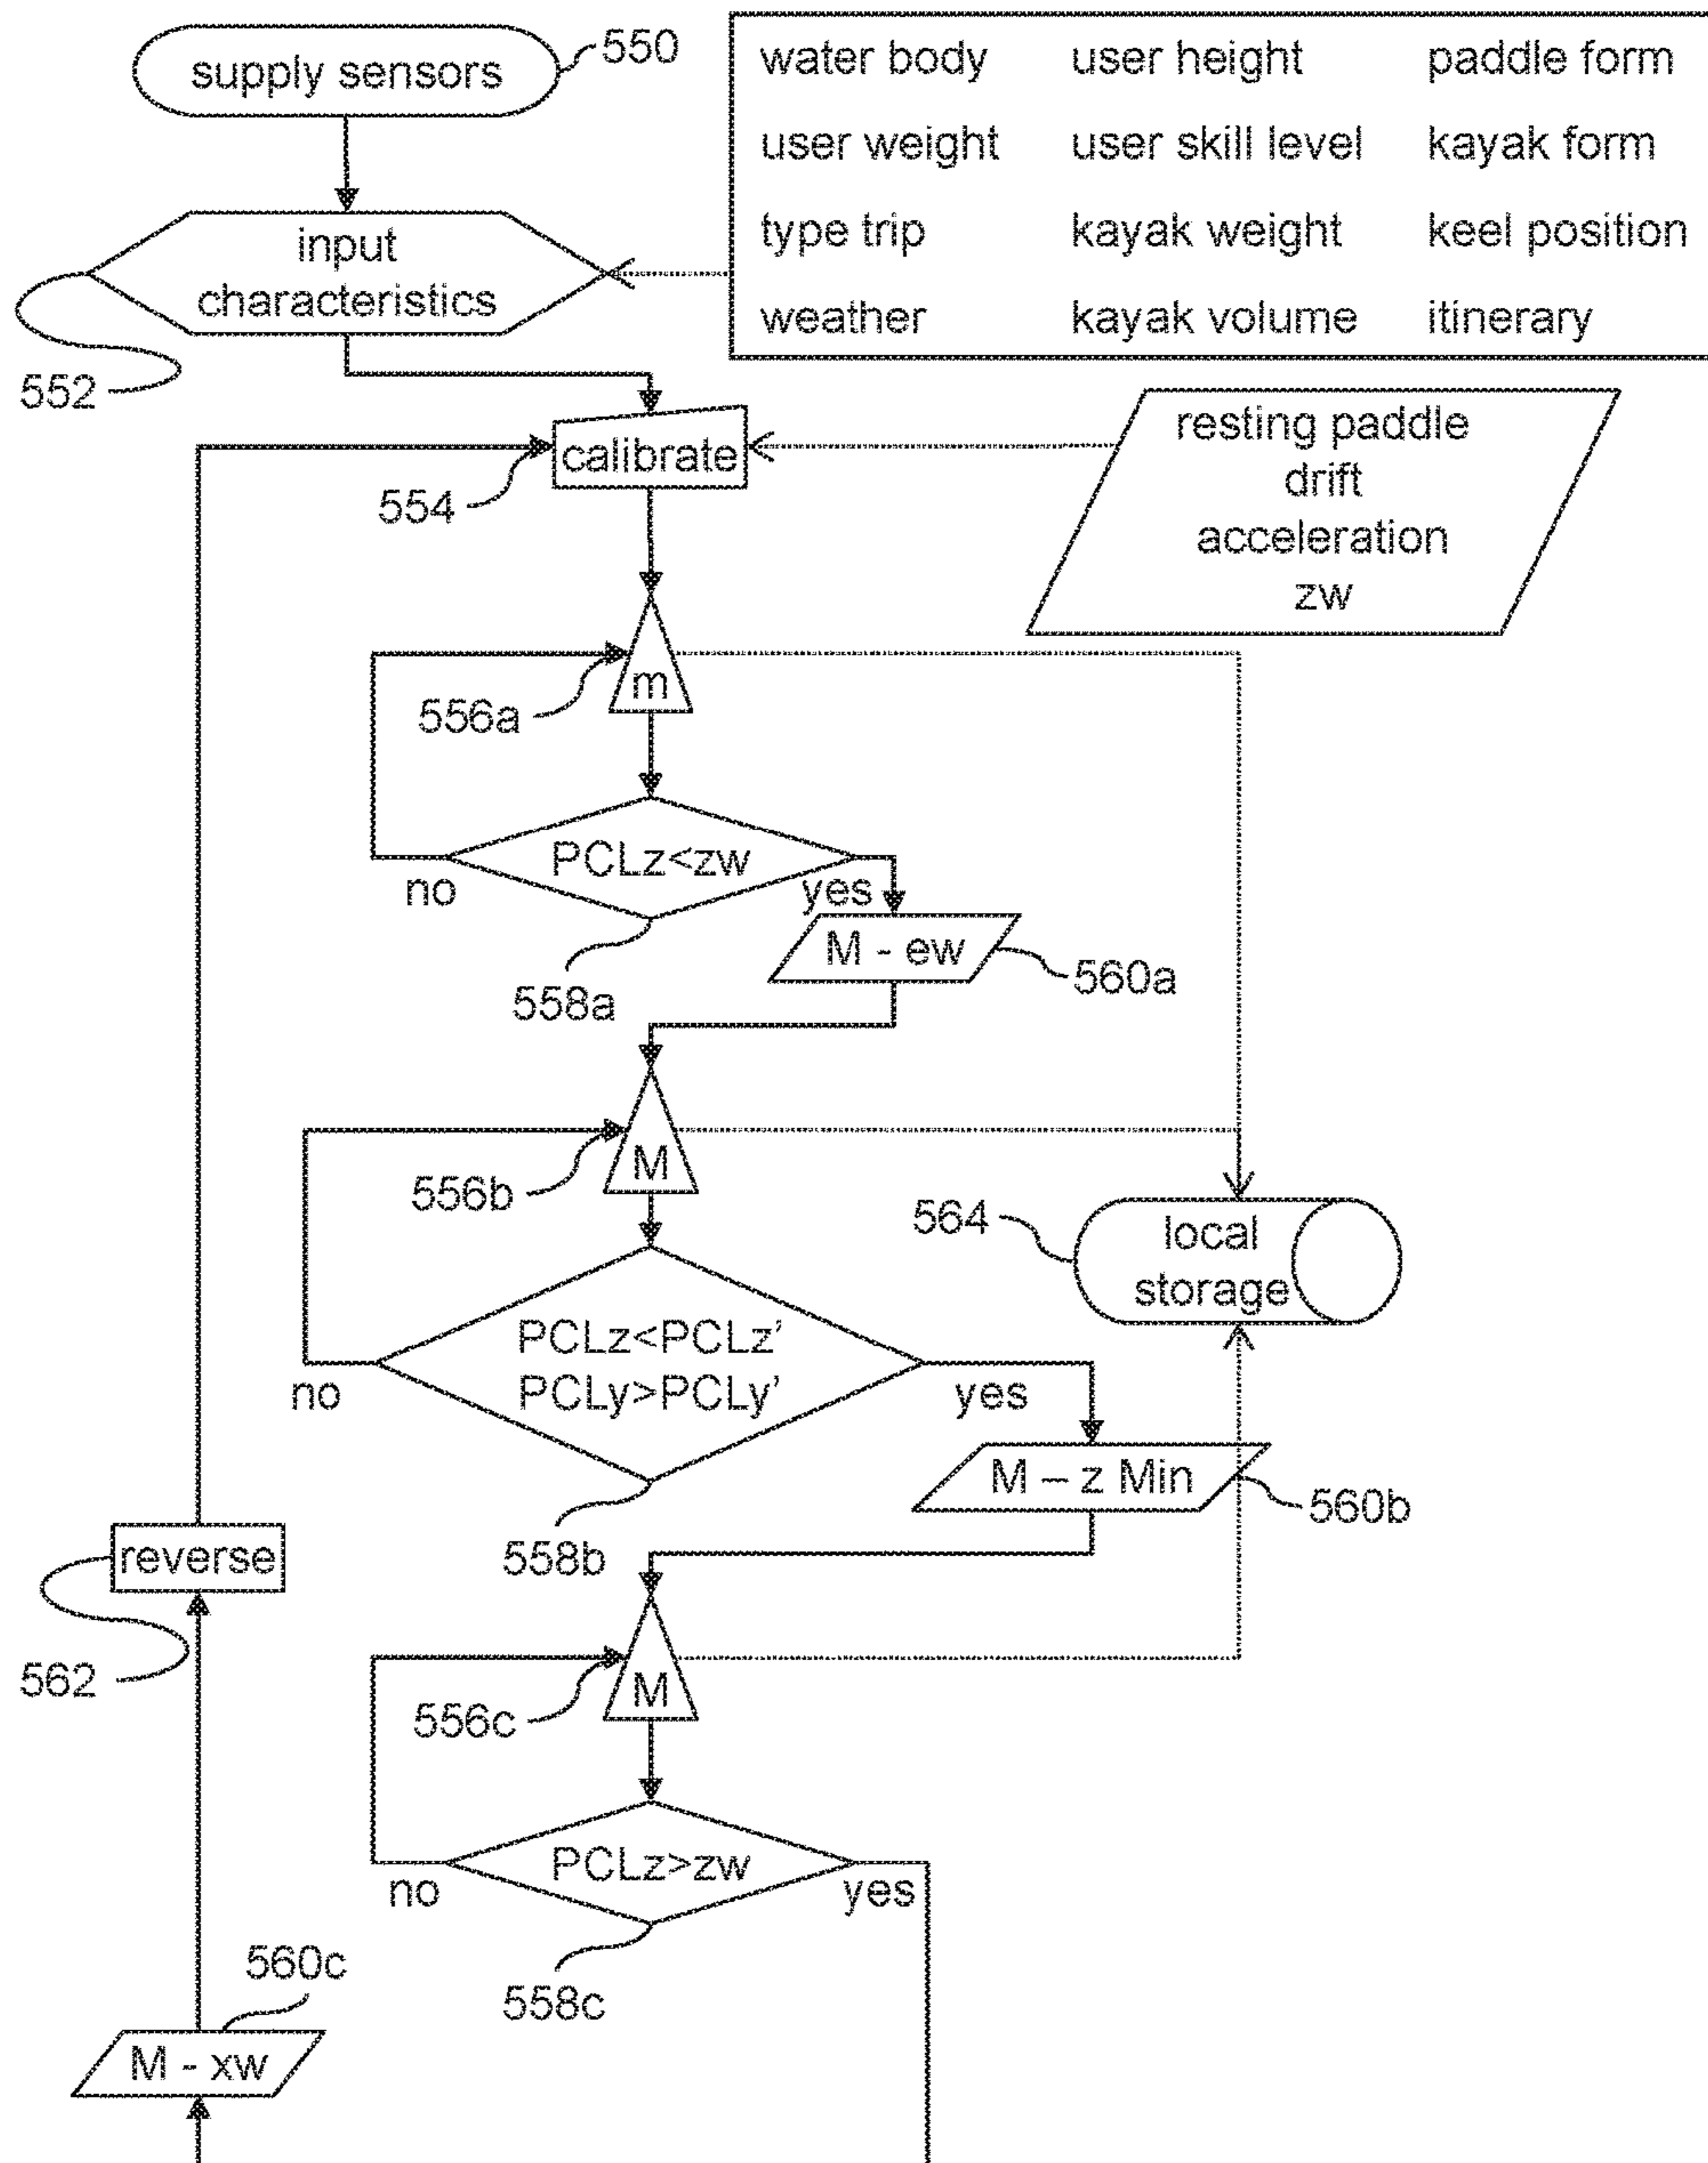 supply sensors
550
water body user height paddle form
user weight user skill level kayak form
type trip kayak weight keel position
weather kayak volume itinerary
input
characteristics
552
calibrate
554
resting paddle
drift
acceleration
zw
m
556a
PCLz<zw
no
yes
558a
M - ew
560a
M
556b
564
local
storage
PCLz<PCLz’
PCLy>PCLy’
no
yes
558b
M – z Min
560b
reverse
562
M
556c
PCLz>zw
no
yes
558c
560c
M - xw